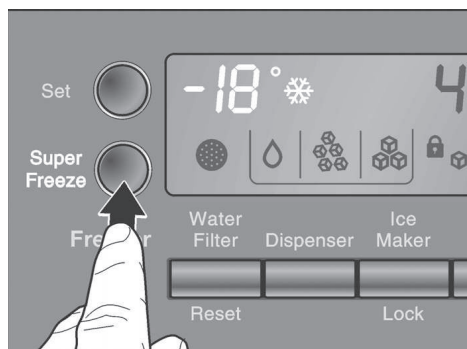 Set
-18°
4
Super
Freeze
Water
Filter
Dispenser
Ice
Maker
Reset
Lock